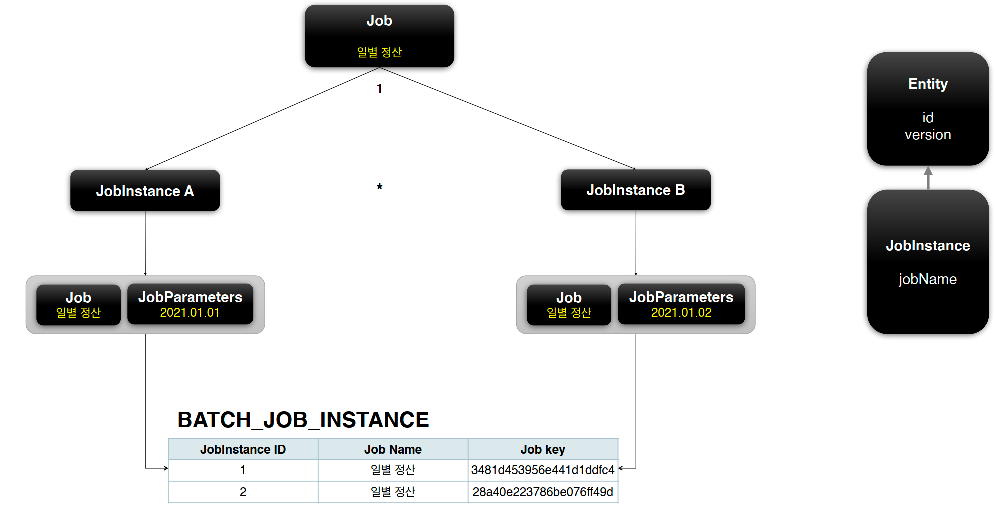 Job
일별 정산
1
Entity
id
version
JobInstance A
*
JobInstance B
JobInstance
jobName
Job
일별 정산
JobParameters
2021.01.01
Job
일별 정산
JobParameters
2021.01.02
BATCH_JOB_INSTANCE
JobInstance ID Job Name Job key
1 일별 정산 3481d453956e441d1ddfc4
2 일별 정산 28a40e223786be076ff49d